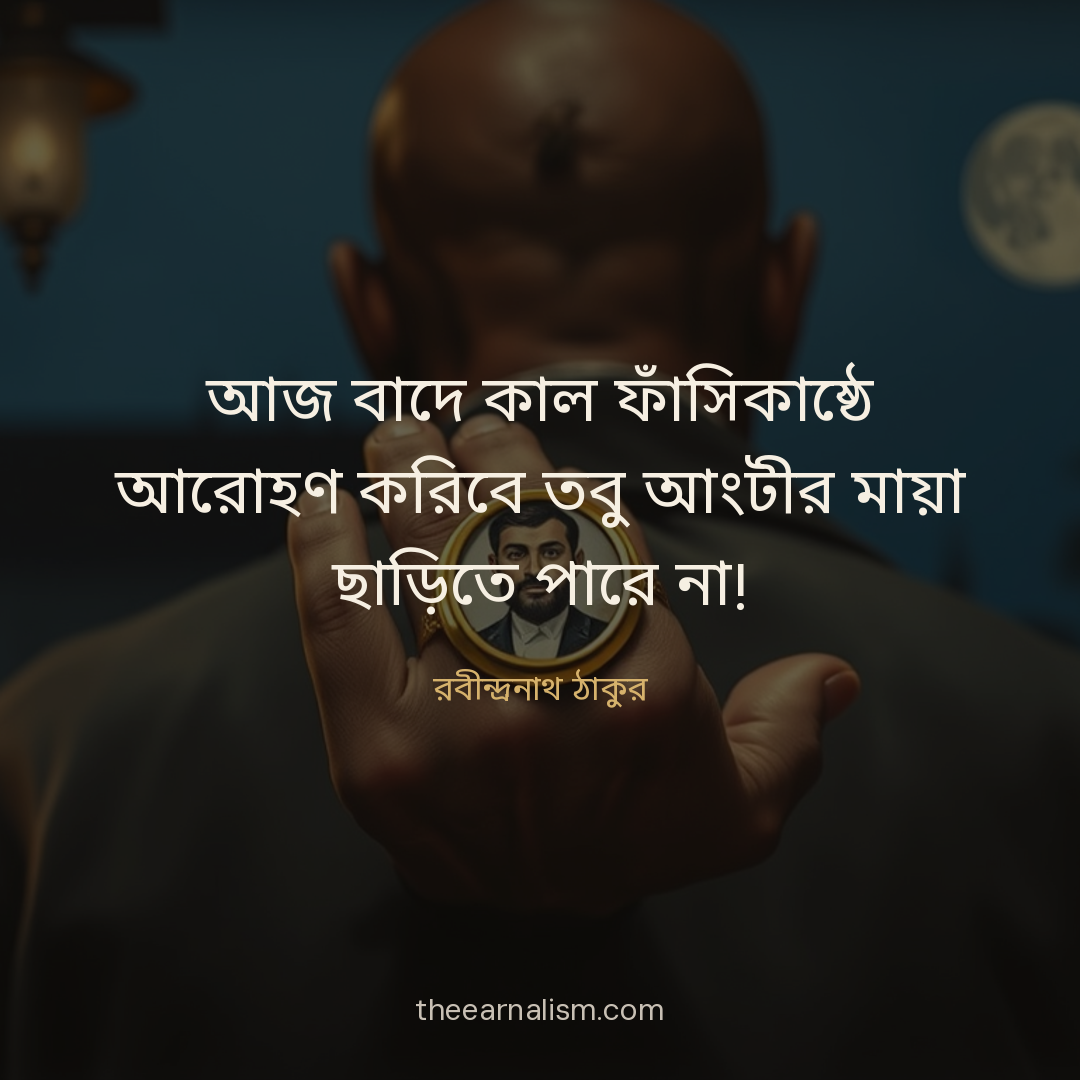 আজ বাদে কাল ফাঁসিকাষ্ঠে
আরোহণ করিবে তবু আংটীর মায়া
ছাড়িতে পারে না!
রবীন্দ্রনাথ ঠাকুর
theearnalism.com